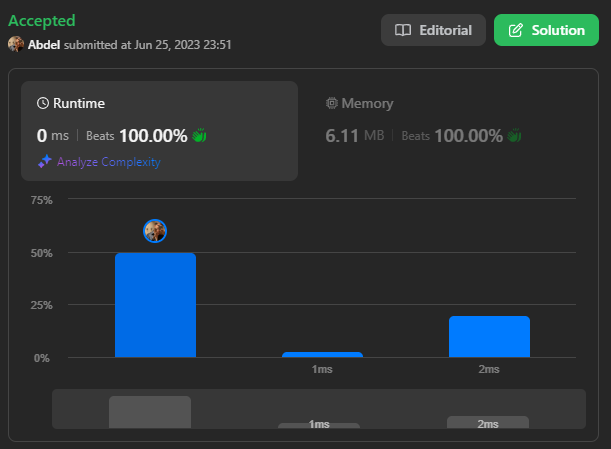 Accepted
Abdel submitted at Jun 25, 2023 23:51
Editorial
Solution
Runtime
0 ms | Beats 100.00%
Analyze Complexity
Memory
6.11 MB | Beats 100.00%
75%
50%
25%
0%
1ms 2ms
1ms 2ms